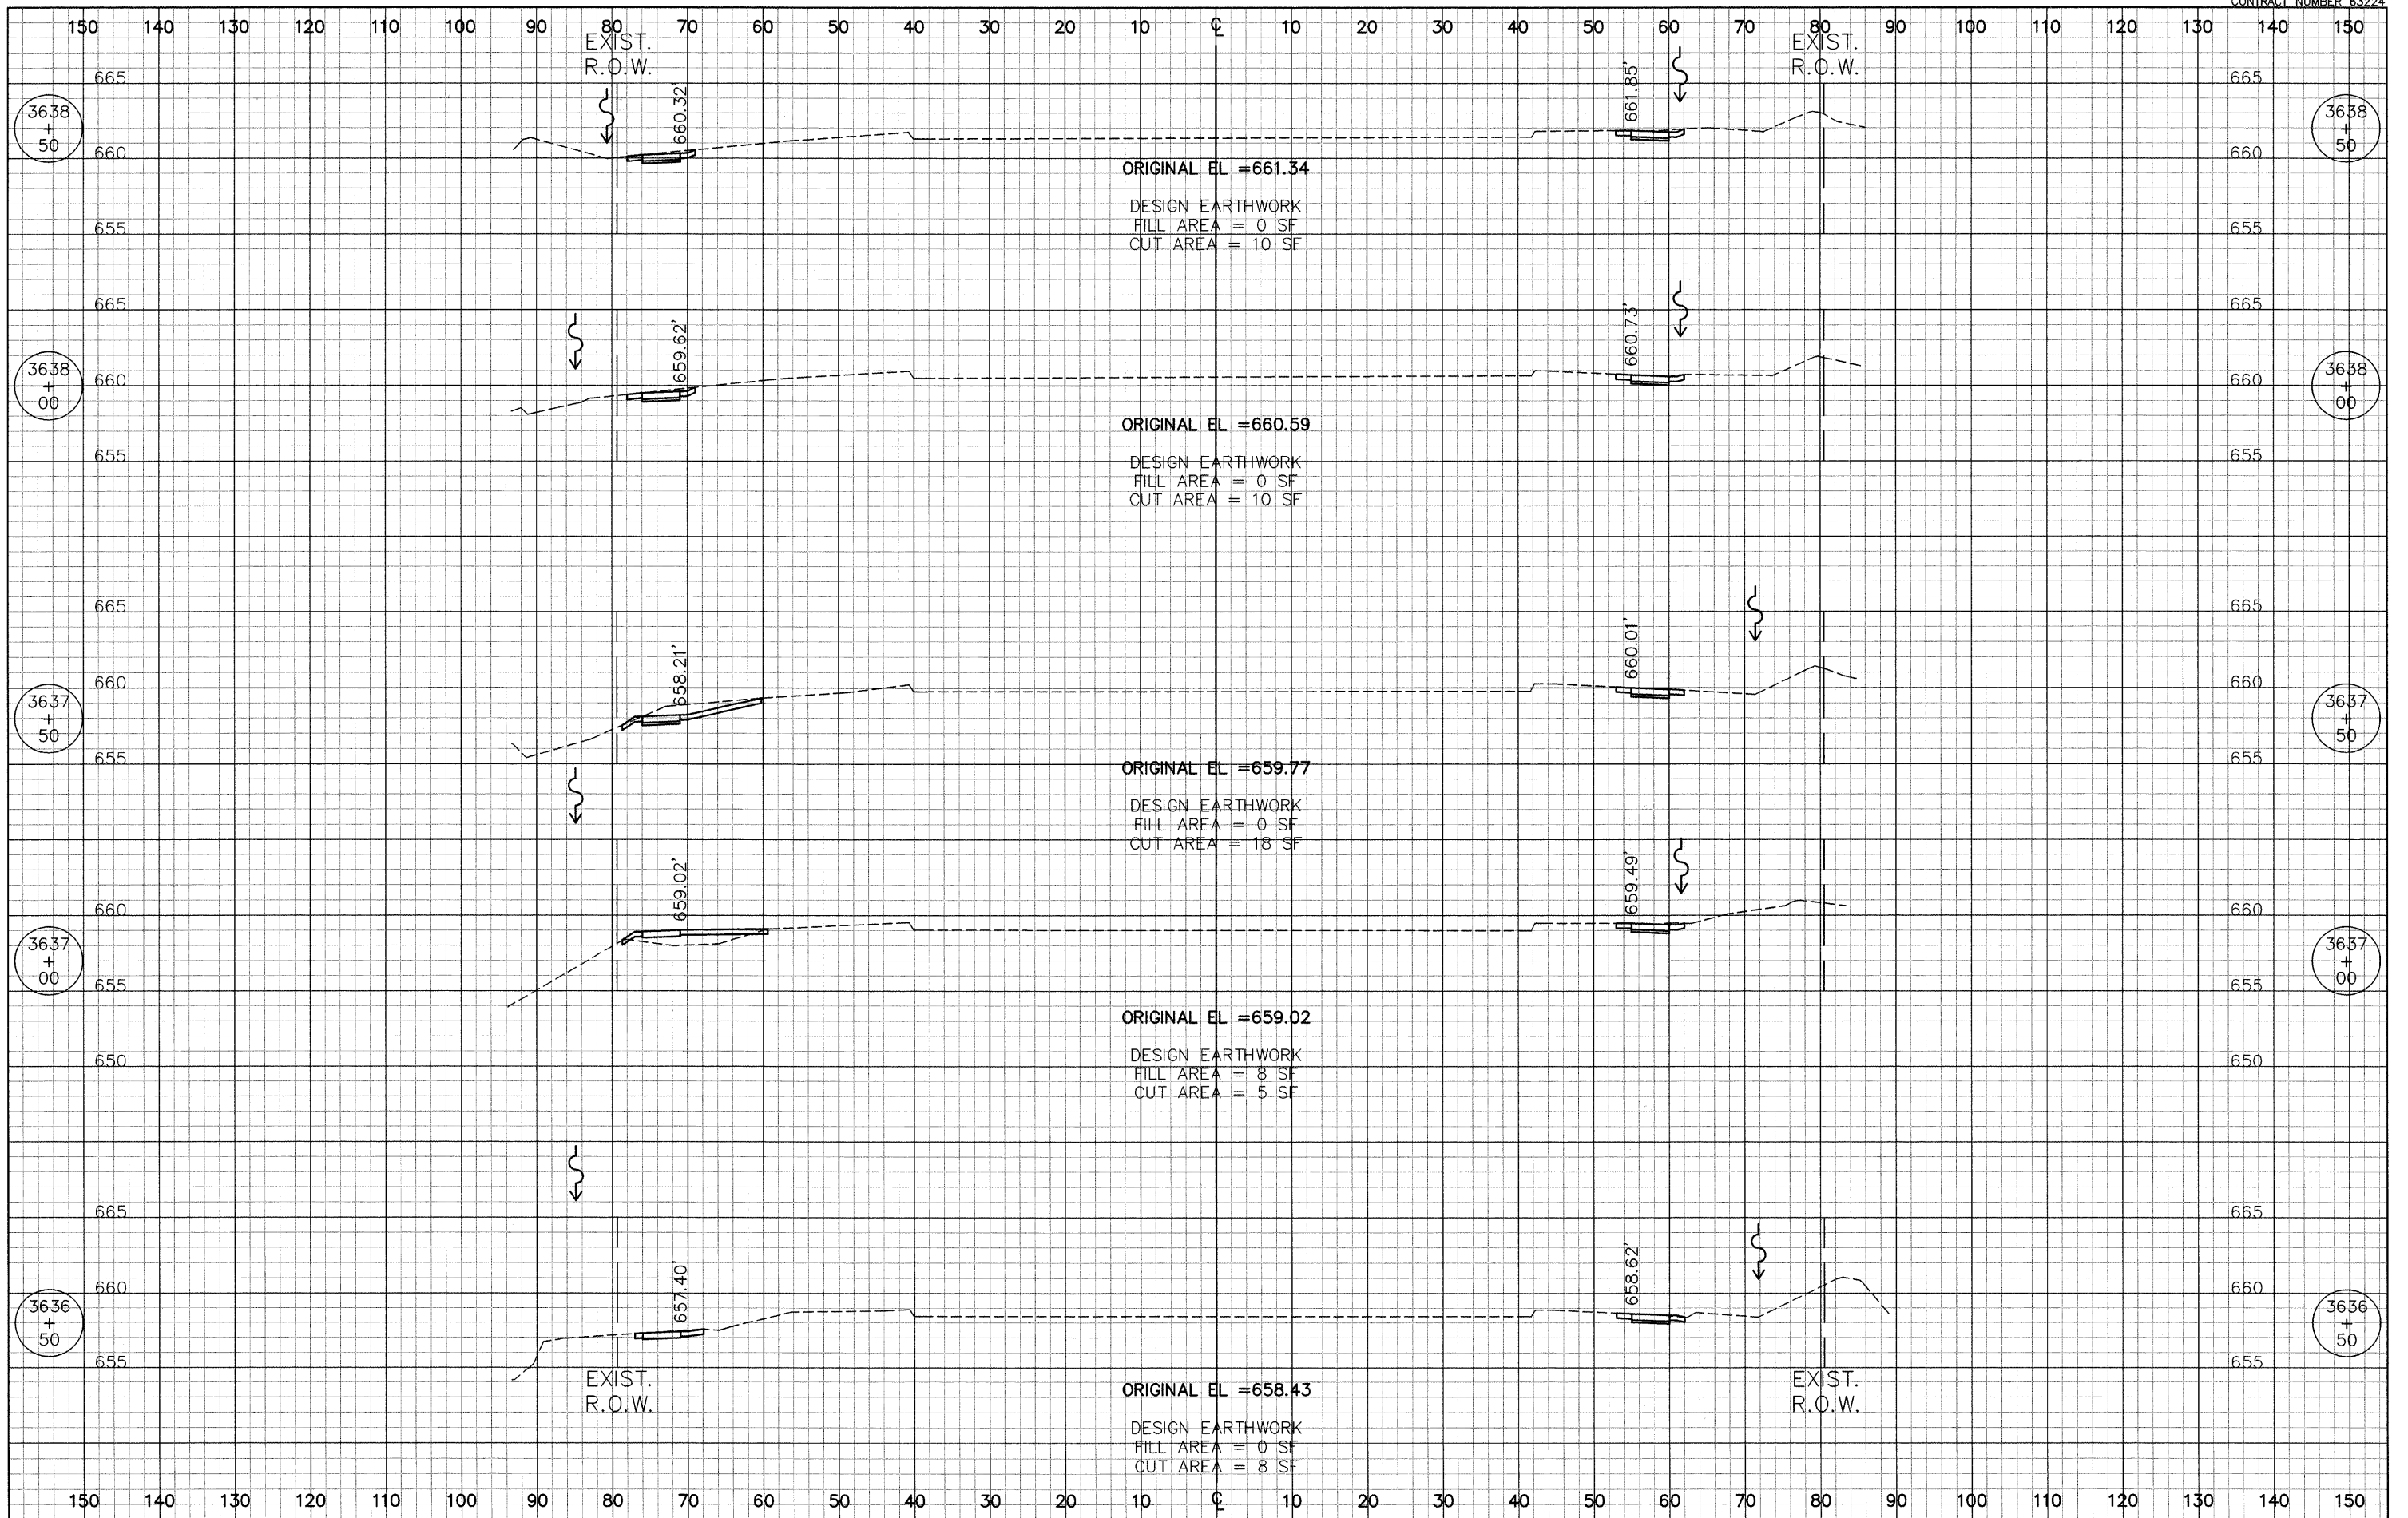 CONTRACT NUMBER 63224
150 140 130 120 110 100 90 80 70 60 50 40 30 20 10 ℄ 10 20 30 40 50 60 70 80 90 100 110 120 130 140 150
EXIST. EXIST.
R.O.W. R.O.W.
665 665
660.32' 661.85'
3638 + 50 3638 + 50
660 660
ORIGINAL EL =661.34
DESIGN EARTHWORK
FILL AREA = 0 SF
655 655
CUT AREA = 10 SF
665 665
659.62' 660.73'
3638 + 00 3638 + 00
660 660
ORIGINAL EL =660.59
655 655
DESIGN EARTHWORK
FILL AREA = 0 SF
CUT AREA = 10 SF
665 665
658.21' 660.01'
660 660
3637 + 50 3637 + 50
655 655
ORIGINAL EL =659.77
DESIGN EARTHWORK
FILL AREA = 0 SF
CUT AREA = 18 SF
659.02' 659.49'
660 660
3637 + 00 3637 + 00
655 655
ORIGINAL EL =659.02
DESIGN EARTHWORK
650 650
FILL AREA = 8 SF
CUT AREA = 5 SF
665 665
657.40' 658.62'
660 660
3636 + 50 3636 + 50
655 655
EXIST. EXIST.
ORIGINAL EL =658.43
R.O.W. R.O.W.
DESIGN EARTHWORK
FILL AREA = 0 SF
CUT AREA = 8 SF
150 140 130 120 110 100 90 80 70 60 50 40 30 20 10 ℄ 10 20 30 40 50 60 70 80 90 100 110 120 130 140 150